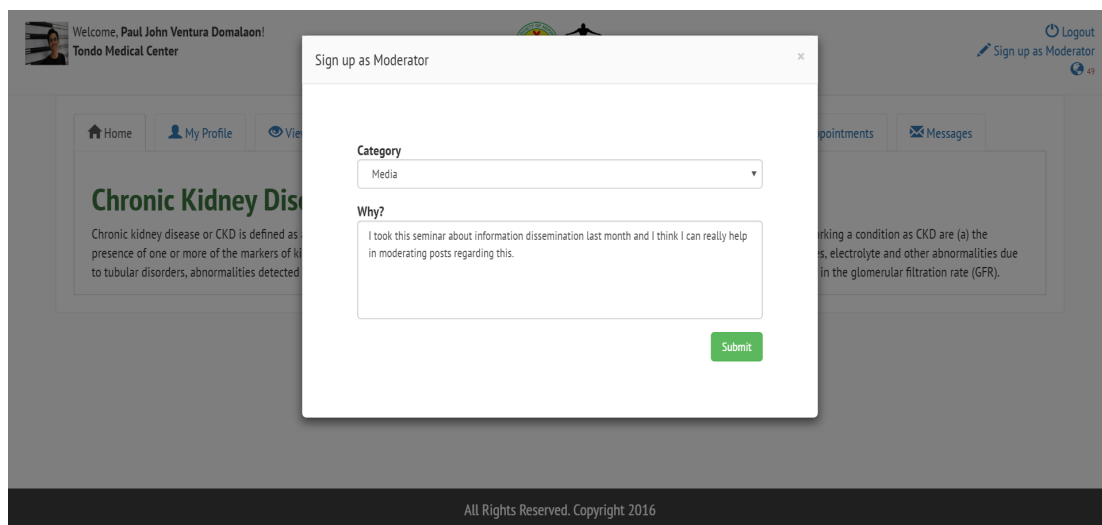 Welcome, Paul John Ventura Domalaon!
Tondo Medical Center
Logout
Sign up as Moderator
49
Sign up as Moderator
×
Home
My Profile
Vie
pointments
Messages
Category
Media
Why?
I took this seminar about information dissemination last month and I think I can really help
in moderating posts regarding this.
Submit
Chronic Kidney Dis
Chronic kidney disease or CKD is defined as
rking a condition as CKD are (a) the
presence of one or more of the markers of ki
es, electrolyte and other abnormalities due
to tubular disorders, abnormalities detected
in the glomerular filtration rate (GFR).
All Rights Reserved. Copyright 2016